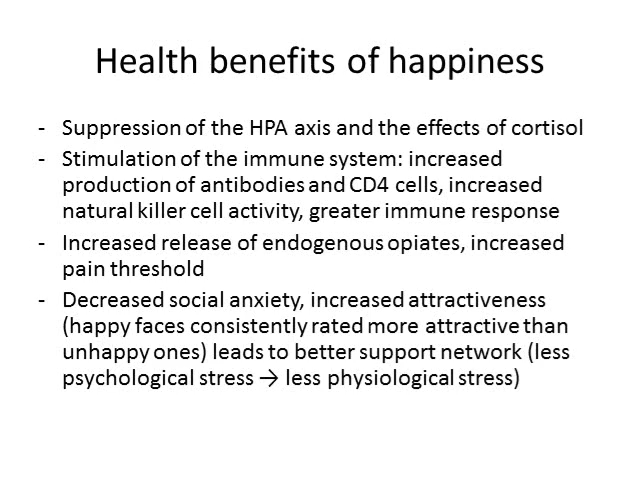 Health benefits of happiness
- Suppression of the HPA axis and the effects of cortisol
- Stimulation of the immune system: increased
production of antibodies and CD4 cells, increased
natural killer cell activity, greater immune response
- Increased release of endogenous opiates, increased
pain threshold
- Decreased social anxiety, increased attractiveness
(happy faces consistently rated more attractive than
unhappy ones) leads to better support network (less
psychological stress → less physiological stress)